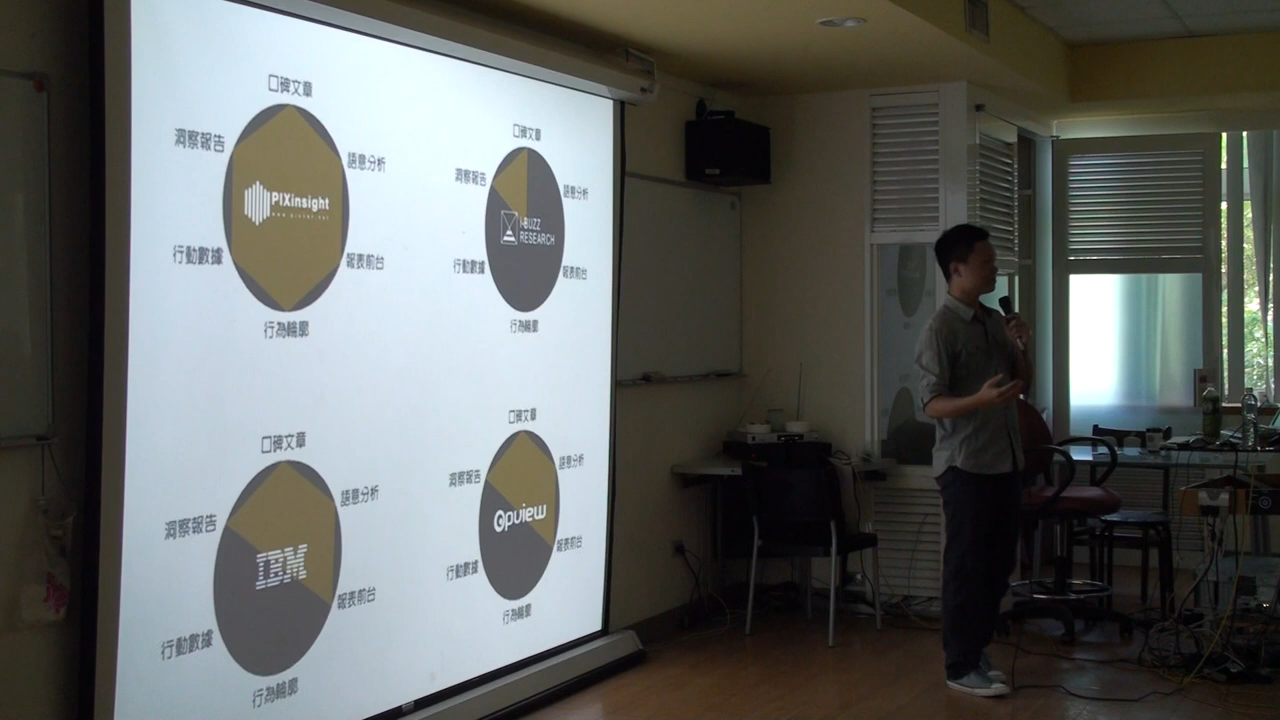 口碑文章
洞察報告
語意分析
PIXinsight
www.pixnet.net
行動數據
報表前台
行為輪廓
口碑文章
洞察報告
語意分析
i-BUZZ
RESEARCH
行動數據
報表前台
行為輪廓
口碑文章
洞察報告
語意分析
IBM
行動數據
報表前台
行為輪廓
口碑文章
洞察報告
語意分析
Opview
行動數據
報表前台
行為輪廓